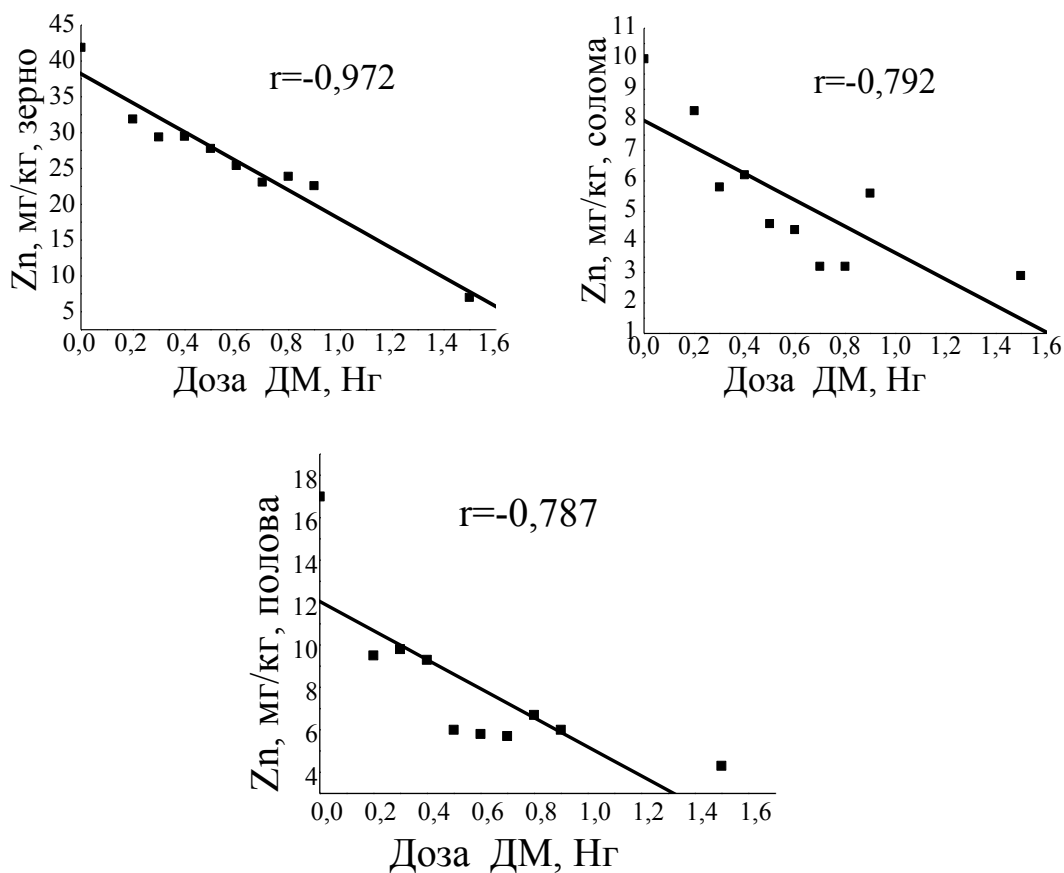 Zn, мг/кг, зерно
45
40
35
30
25
20
10
5
r=-0,972
0,0 0,2 0,4 0,6 0,8 1,0 1,2 1,4 1,6
Доза ДМ, Нг
Zn, мг/кг, солома
11
10
9
8
7
6
5
4
3
2
1
r=-0,792
0,0 0,2 0,4 0,6 0,8 1,0 1,2 1,4 1,6
Доза ДМ, Нг
Zn, мг/кг, полова
18
16
14
12
10
8
6
4
r=-0,787
0,0 0,2 0,4 0,6 0,8 1,0 1,2 1,4 1,6
Доза ДМ, Нг